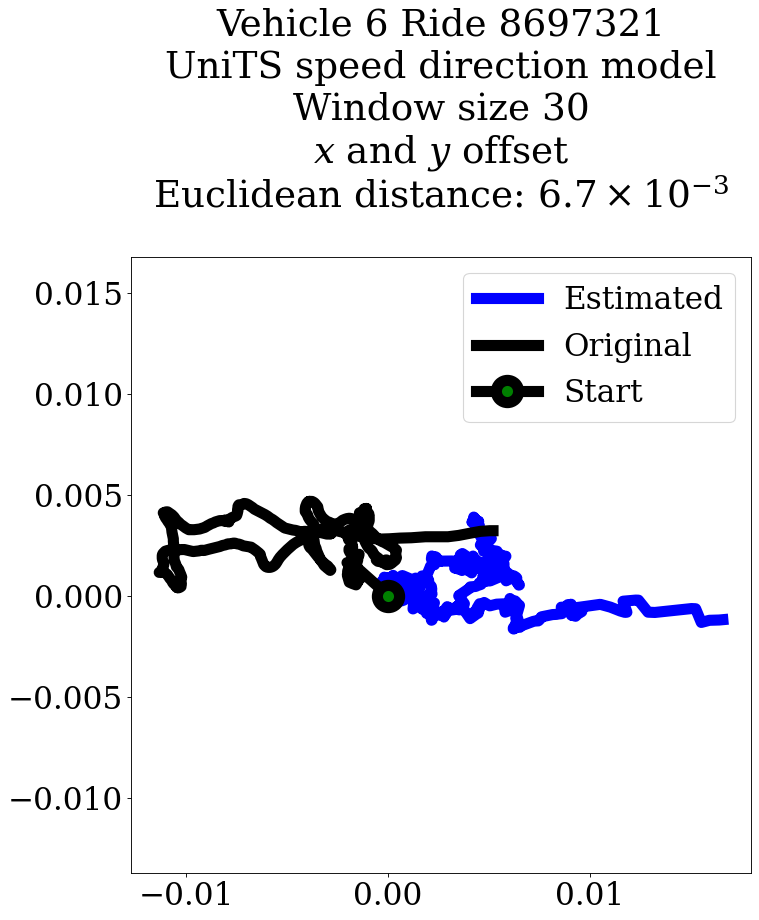 Vehicle 6 Ride 8697321
UniTS speed direction model
Window size 30
x and y offset
Euclidean distance: 6.7 × 10⁻³
Estimated
Original
Start
0.015
0.010
0.005
0.000
−0.005
−0.010
−0.01 0.00 0.01